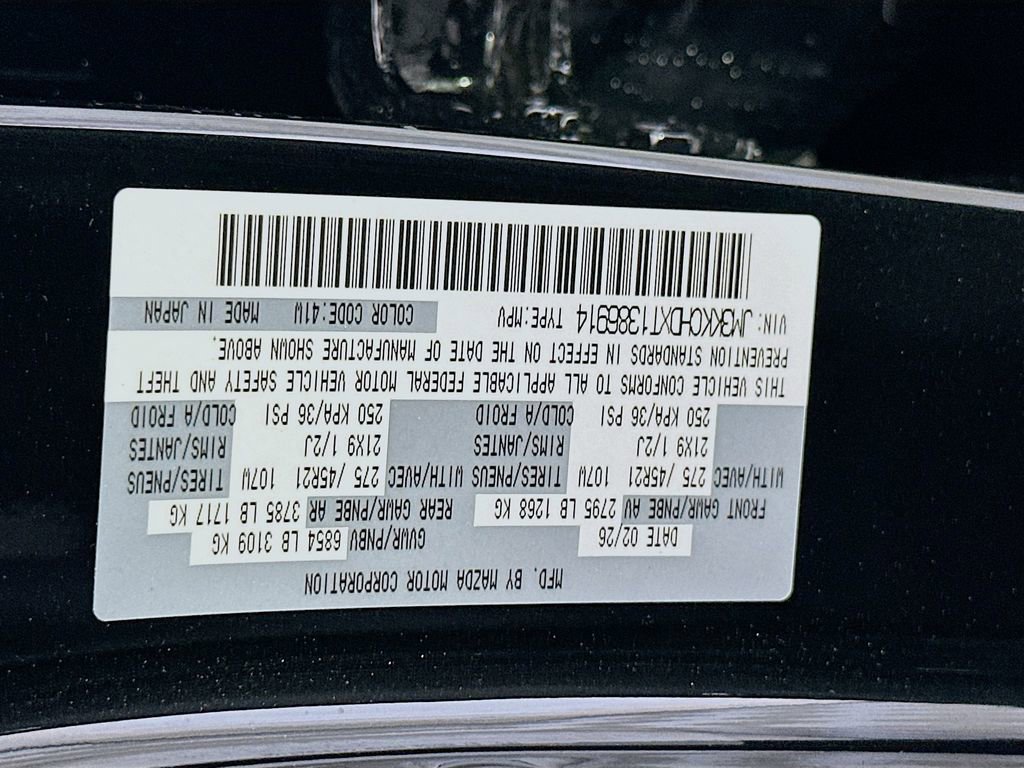 MFD. BY MAZDA MOTOR CORPORATION
DATE 02/26 GVWR/PNBV 6854 LB 3109 KG
FRONT GAWR/PNBE AV 2795 LB 1268 KG REAR GAWR/PNBE AR 3785 LB 1717 KG
WITH/AVEC 275 /45R21 107W TIRES/PNEUS WITH/AVEC 275 /45R21 107W TIRES/PNEUS
21X9 1/2J RIMS/JANTES 21X9 1/2J RIMS/JANTES
250 KPA/36 PSI COLD/A FROID 250 KPA/36 PSI COLD/A FROID
THIS VEHICLE CONFORMS TO ALL APPLICABLE FEDERAL MOTOR VEHICLE SAFETY AND THEFT
PREVENTION STANDARDS IN EFFECT ON THE DATE OF MANUFACTURE SHOWN ABOVE.
VIN: JM3KKCHDXT1386914 TYPE:MPV COLOR CODE:41W MADE IN JAPAN